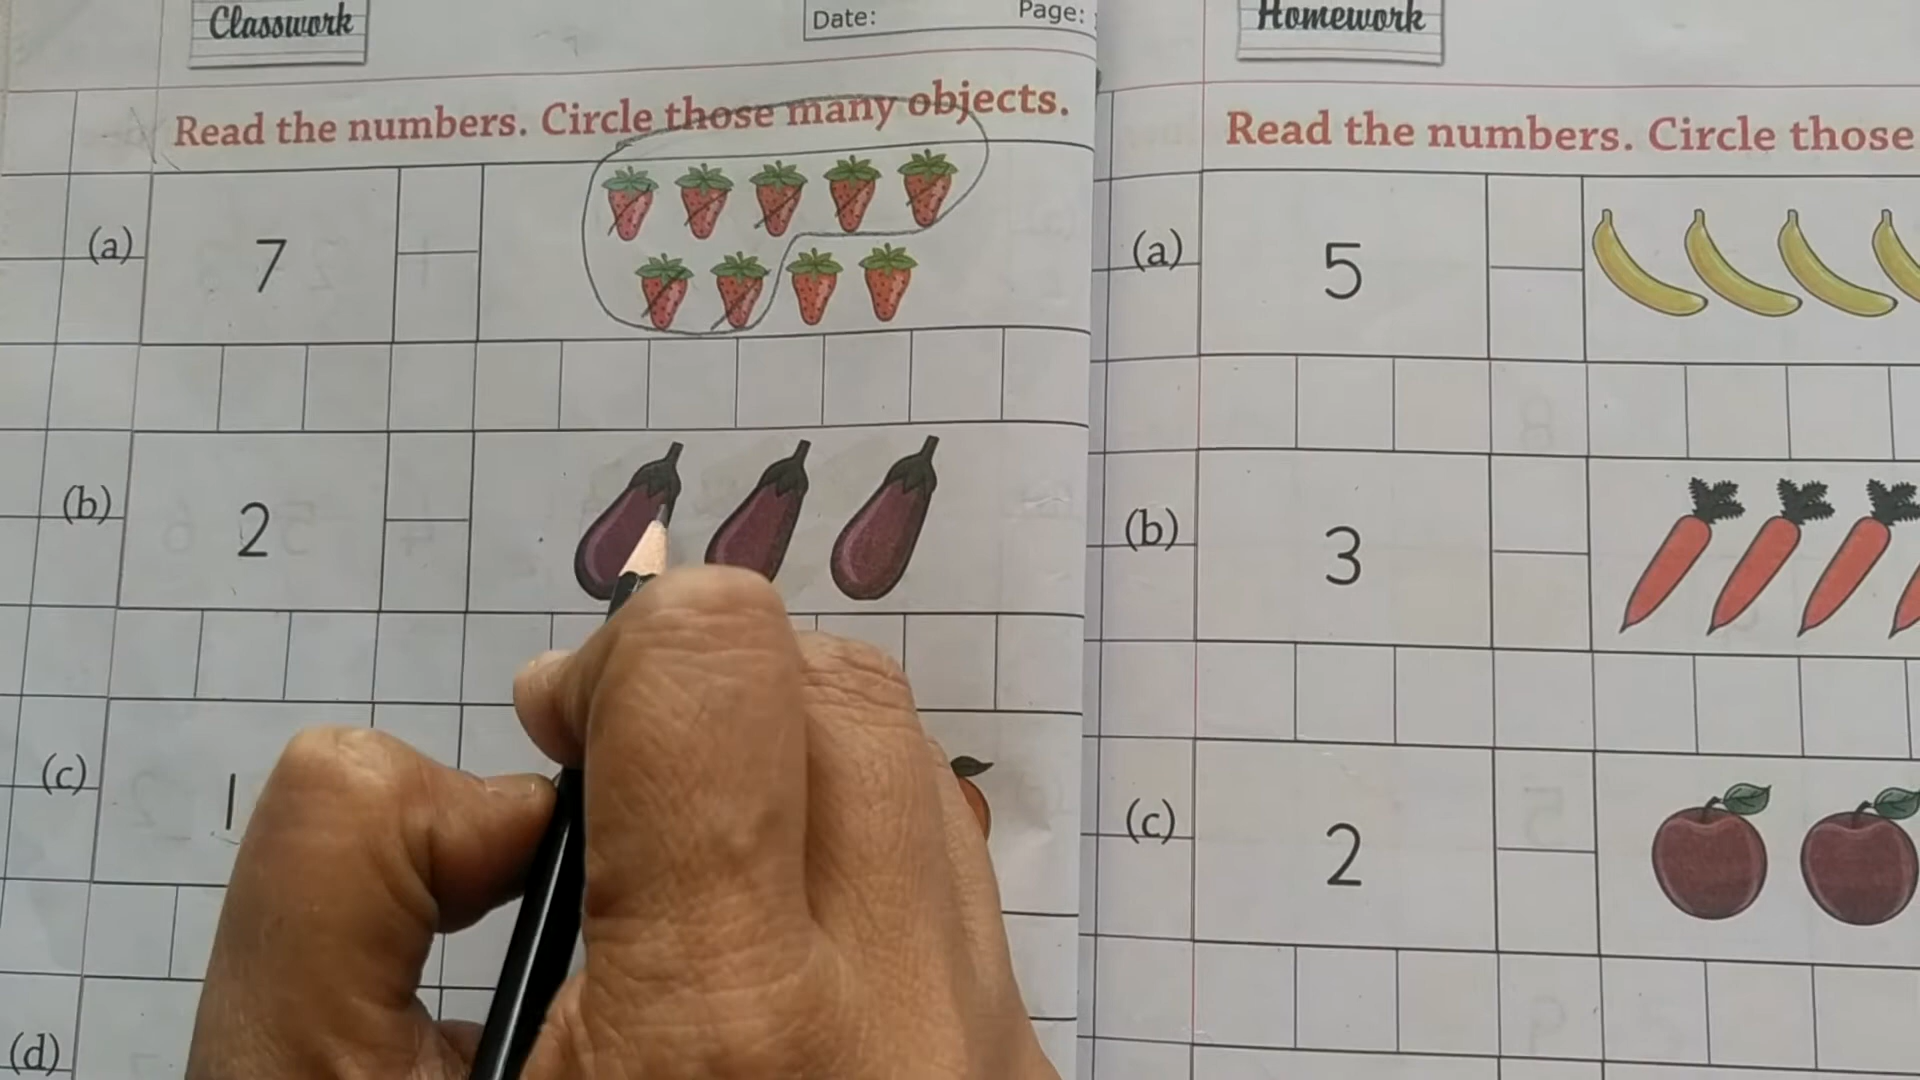 Classwork
Date:
Page:
Read the numbers. Circle those many objects.
(a) 7
(b) 2
(c) 1
(d)
Homework
Read the numbers. Circle those
(a) 5
(b) 3
(c) 2